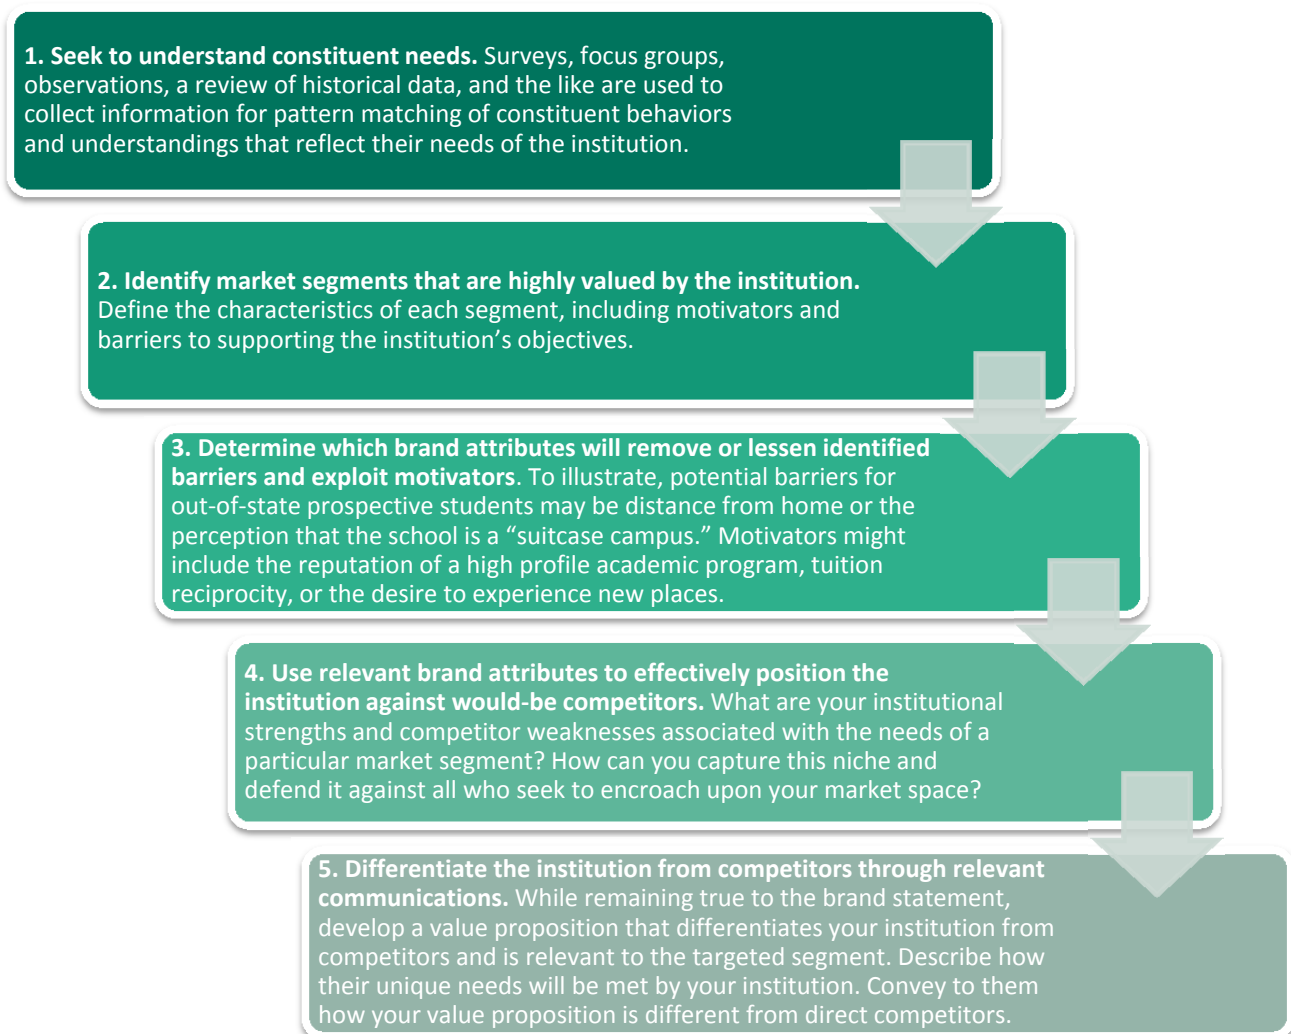 1. Seek to understand constituent needs. Surveys, focus groups,
observations, a review of historical data, and the like are used to
collect information for pattern matching of constituent behaviors
and understandings that reflect their needs of the institution.
2. Identify market segments that are highly valued by the institution.
Define the characteristics of each segment, including motivators and
barriers to supporting the institution’s objectives.
3. Determine which brand attributes will remove or lessen identified
barriers and exploit motivators. To illustrate, potential barriers for
out-of-state prospective students may be distance from home or the
perception that the school is a “suitcase campus.” Motivators might
include the reputation of a high profile academic program, tuition
reciprocity, or the desire to experience new places.
4. Use relevant brand attributes to effectively position the
institution against would-be competitors. What are your institutional
strengths and competitor weaknesses associated with the needs of a
particular market segment? How can you capture this niche and
defend it against all who seek to encroach upon your market space?
5. Differentiate the institution from competitors through relevant
communications. While remaining true to the brand statement,
develop a value proposition that differentiates your institution from
competitors and is relevant to the targeted segment. Describe how
their unique needs will be met by your institution. Convey to them
how your value proposition is different from direct competitors.